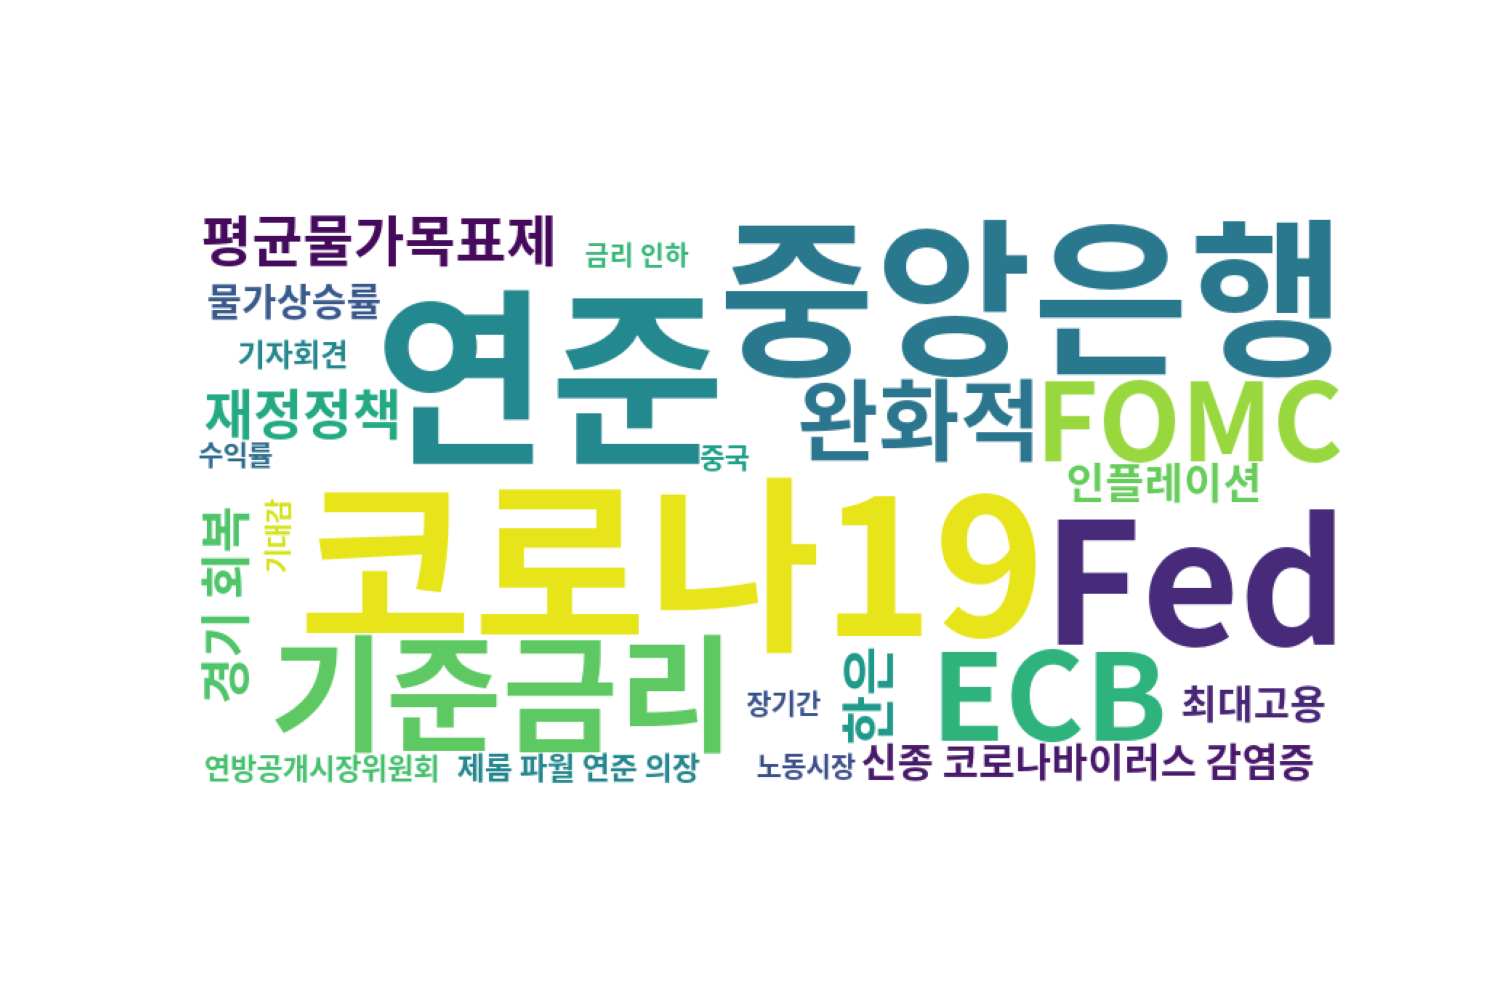 평균물가목표제
금리 인하
중앙은행
물가상승률
연준
기자회견
재정정책
완화적
FOMC
수익률
중국
인플레이션
경기 회복
기대감
코로나19
Fed
기준금리
장기간
한은
ECB
최대고용
연방공개시장위원회
제롬 파월 연준 의장
노동시장
신종 코로나바이러스 감염증